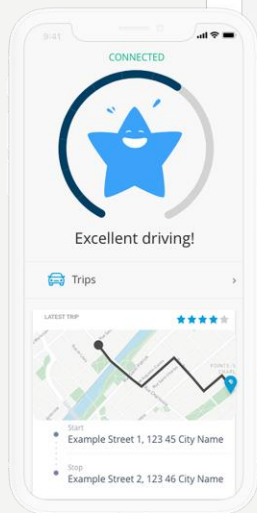 9:41
CONNECTED
Excellent driving!
Trips
LATEST TRIP
Start
Example Street 1, 123 45 City Name
Stop
Example Street 2, 123 46 City Name